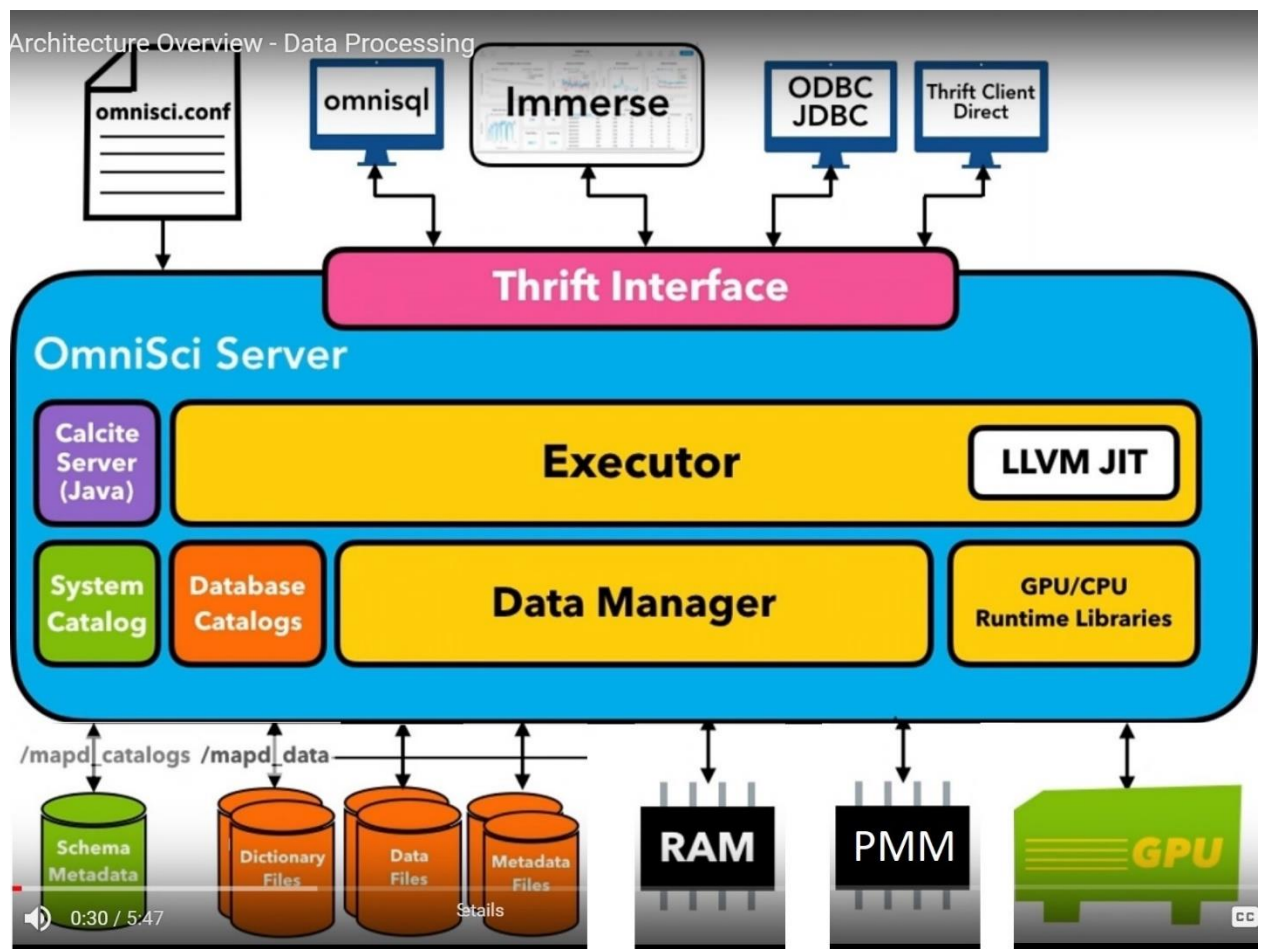 Architecture Overview - Data Processing
omnisci.conf
omnisql
Immerse
ODBC
JDBC
Thrift Client
Direct
Thrift Interface
OmniSci Server
Calcite
Server
(Java)
Executor
LLVM JIT
System
Catalog
Database
Catalogs
Data Manager
GPU/CPU
Runtime Libraries
/mapd_catalogs /mapd_data
Schema
Metadata
Dictionary
Files
Data
Files
Metadata
Files
RAM
PMM
GPU
0:30 / 5:47
CC